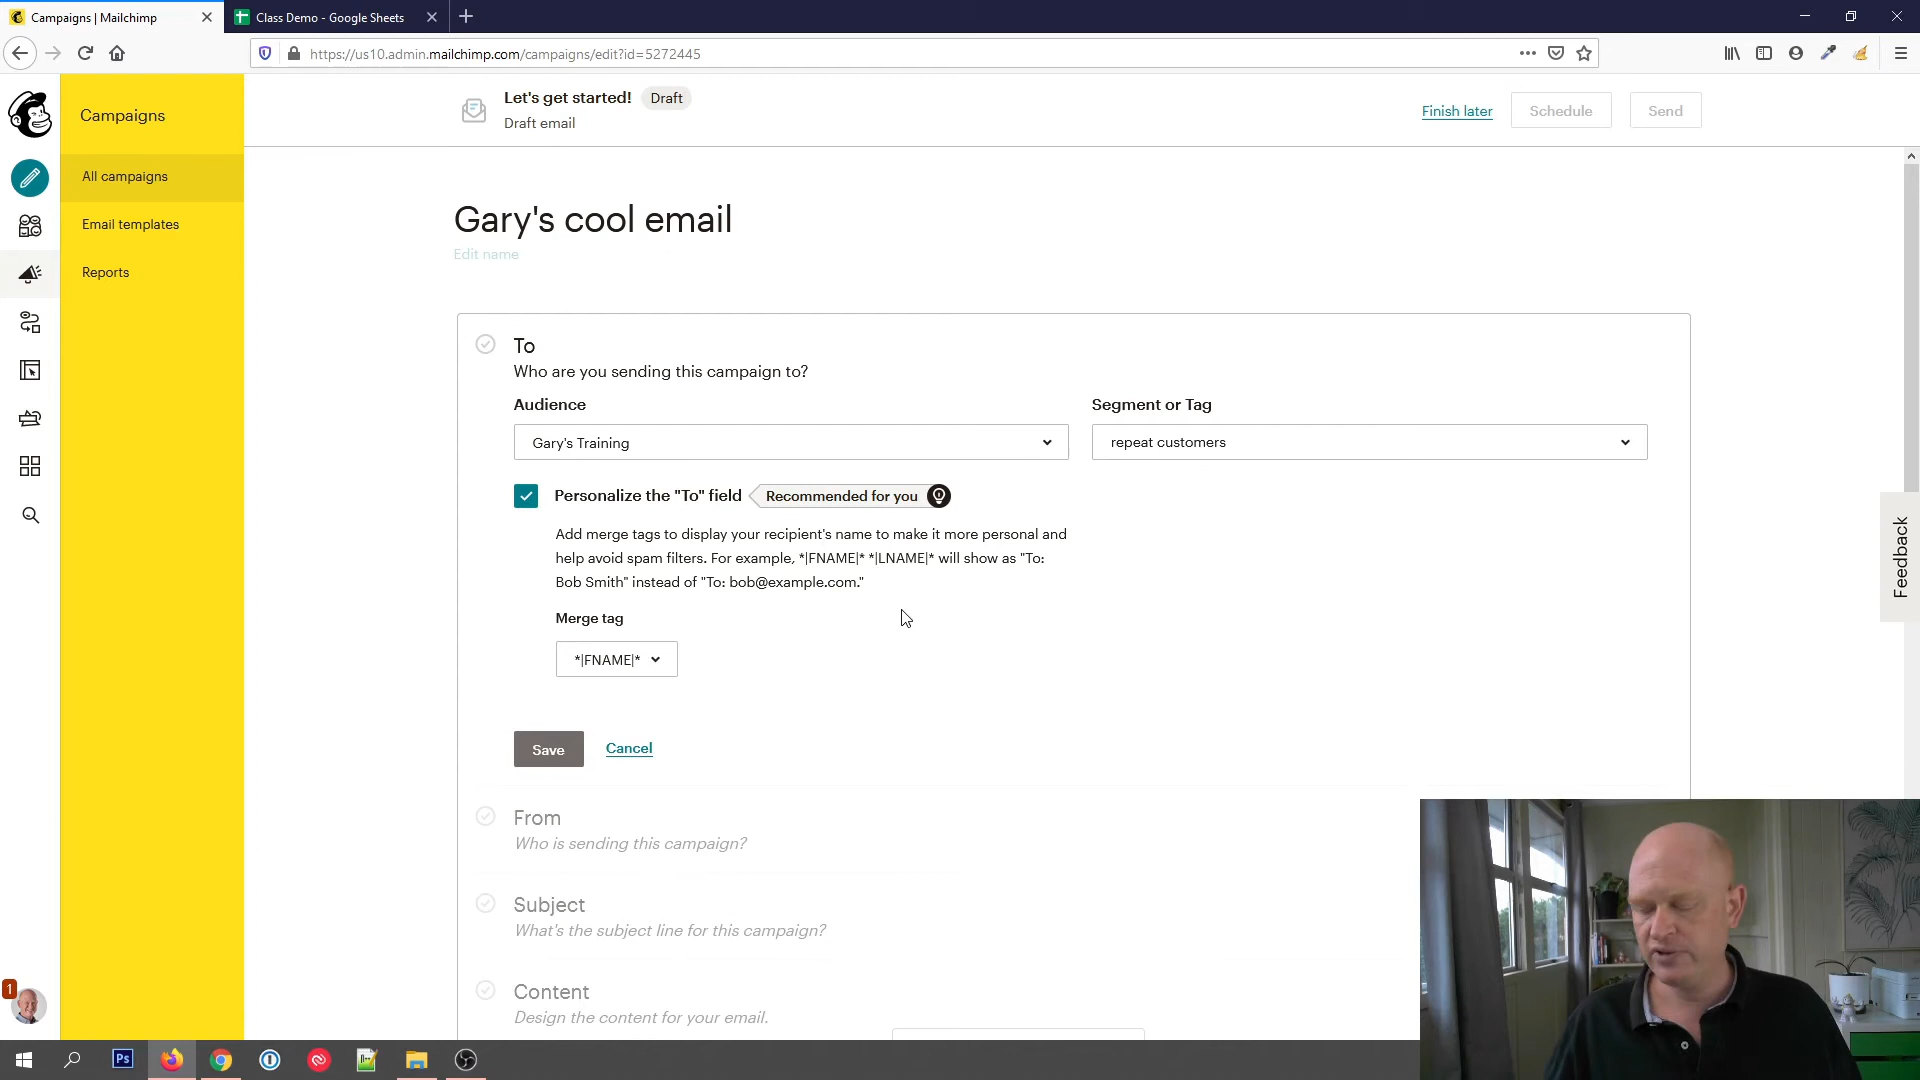 Campaigns | Mailchimp
Class Demo - Google Sheets
https://us10.admin.mailchimp.com/campaigns/edit?id=5272445
Campaigns
All campaigns
Email templates
Reports
Let's get started!
Draft
Draft email
Finish later
Schedule
Send
Gary's cool email
Edit name
To
Who are you sending this campaign to?
Audience
Gary's Training
Segment or Tag
repeat customers
Personalize the "To" field
Recommended for you
Add merge tags to display your recipient's name to make it more personal and
help avoid spam filters. For example, *|FNAME|* *|LNAME|* will show as "To:
Bob Smith" instead of "To: bob@example.com."
Merge tag
*|FNAME|*
Save
Cancel
From
Who is sending this campaign?
Subject
What's the subject line for this campaign?
Content
Design the content for your email.
Feedback
1
Ps